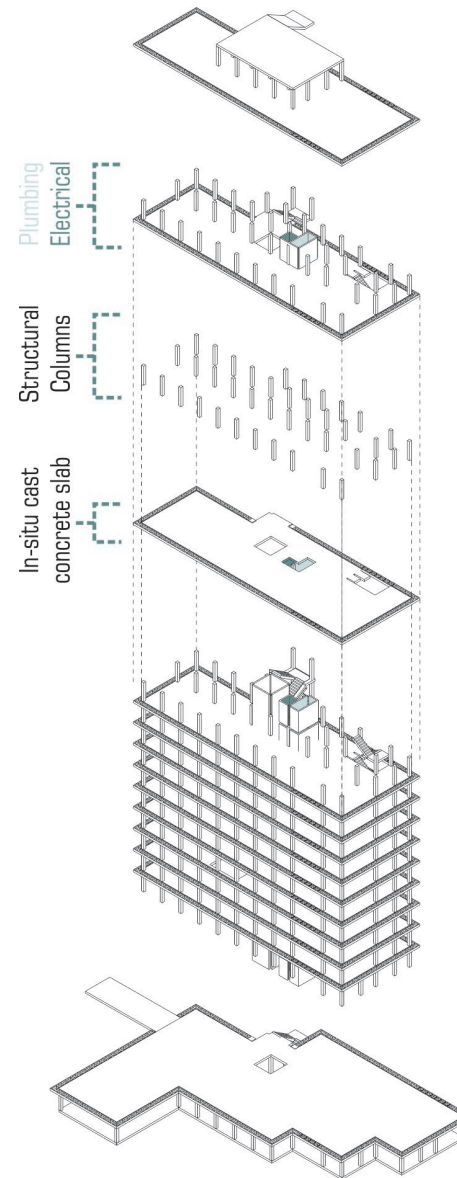 Plumbing
Electrical
Structural
Columns
In-situ cast
concrete slab